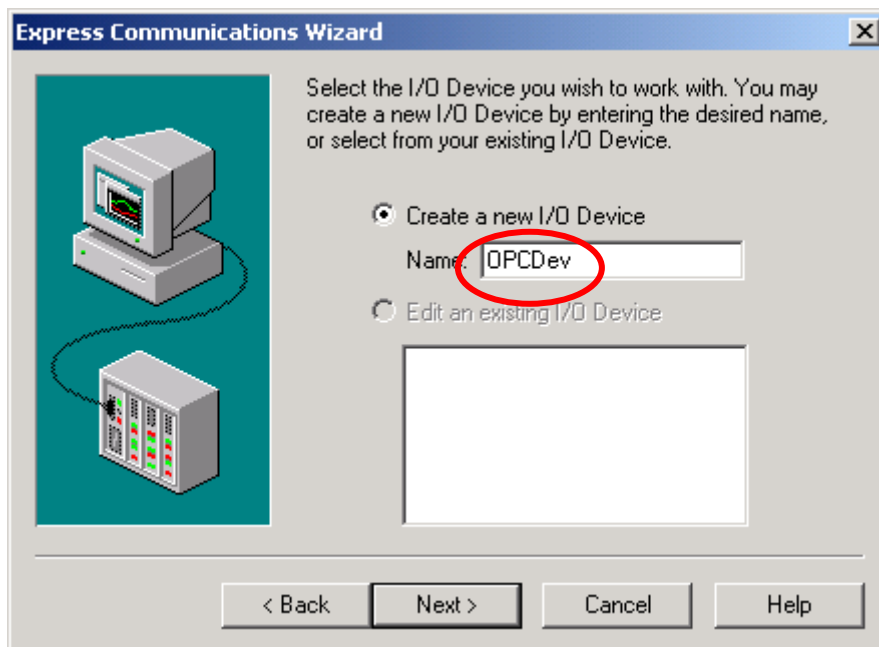 Express Communications Wizard
Select the I/O Device you wish to work with. You may
create a new I/O Device by entering the desired name,
or select from your existing I/O Device.
Create a new I/O Device
Name: OPCDev
Edit an existing I/O Device
< Back Next > Cancel Help